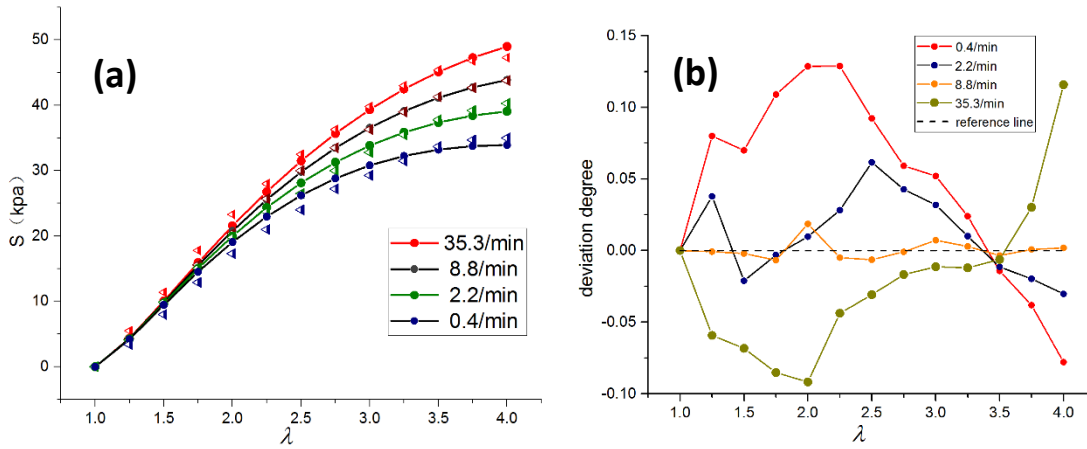 (a)
S（kpa）
50
40
30
20
10
0
1.0 1.5 2.0 2.5 3.0 3.5 4.0
λ
35.3/min
8.8/min
2.2/min
0.4/min
(b)
deviation degree
0.15
0.10
0.05
0.00
-0.05
-0.10
1.0 1.5 2.0 2.5 3.0 3.5 4.0
λ
0.4/min
2.2/min
8.8/min
35.3/min
reference line